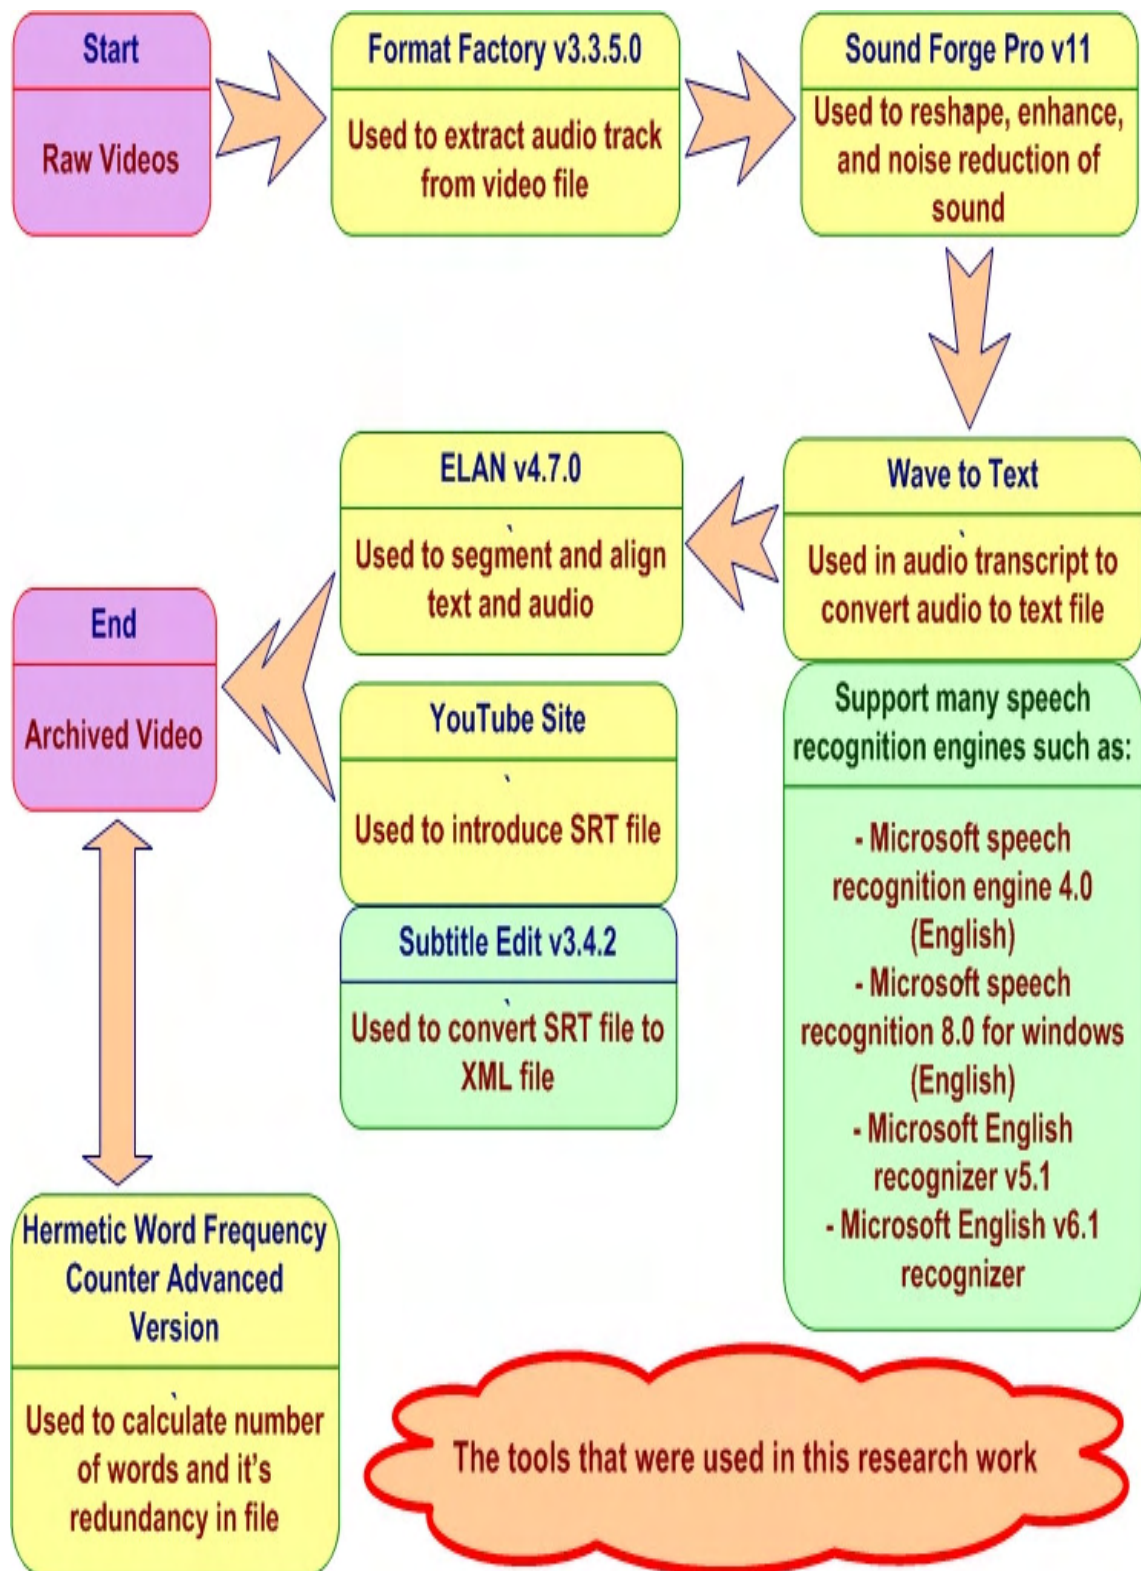 Start
Raw Videos
Format Factory v3.3.5.0
Used to extract audio track
from video file
Sound Forge Pro v11
Used to reshape, enhance,
and noise reduction of
sound
Wave to Text
Used in audio transcript to
convert audio to text file
Support many speech
recognition engines such as:
- Microsoft speech
recognition engine 4.0
(English)
- Microsoft speech
recognition 8.0 for windows
(English)
- Microsoft English
recognizer v5.1
- Microsoft English v6.1
recognizer
ELAN v4.7.0
Used to segment and align
text and audio
YouTube Site
Used to introduce SRT file
Subtitle Edit v3.4.2
Used to convert SRT file to
XML file
End
Archived Video
Hermetic Word Frequency
Counter Advanced
Version
Used to calculate number
of words and it's
redundancy in file
The tools that were used in this research work